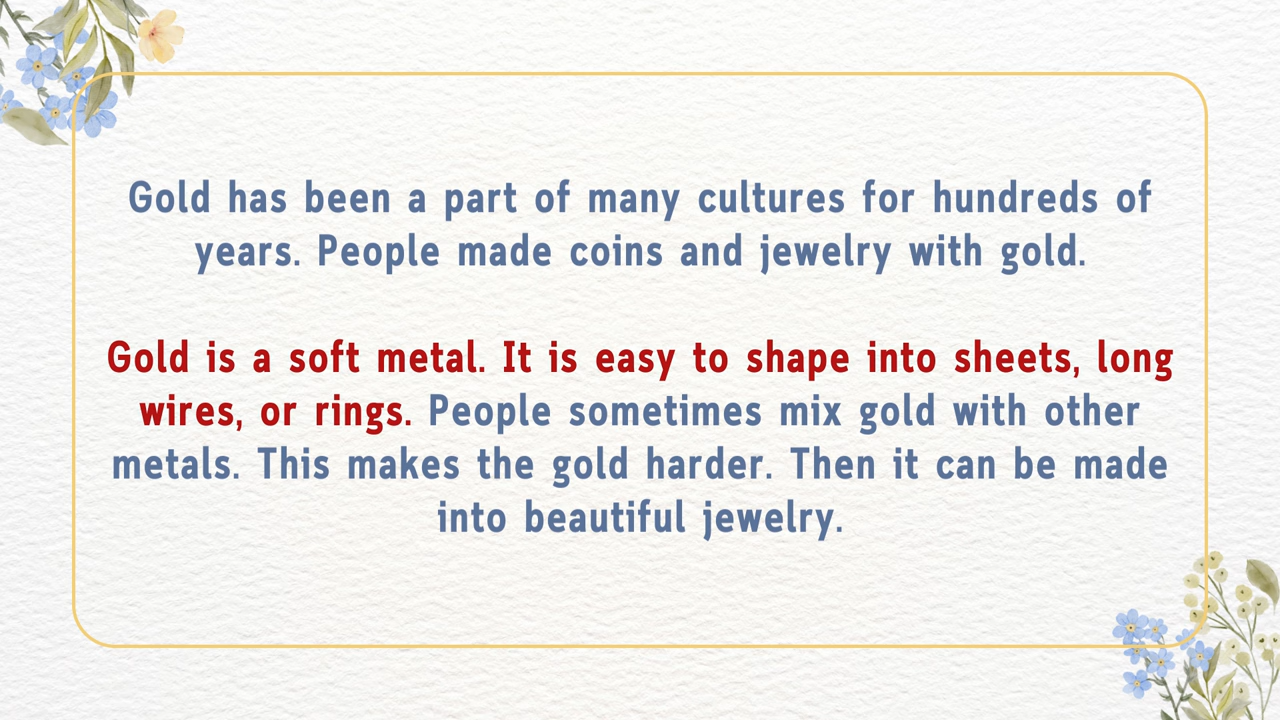 Gold has been a part of many cultures for hundreds of
years. People made coins and jewelry with gold.
Gold is a soft metal. It is easy to shape into sheets, long
wires, or rings. People sometimes mix gold with other
metals. This makes the gold harder. Then it can be made
into beautiful jewelry.